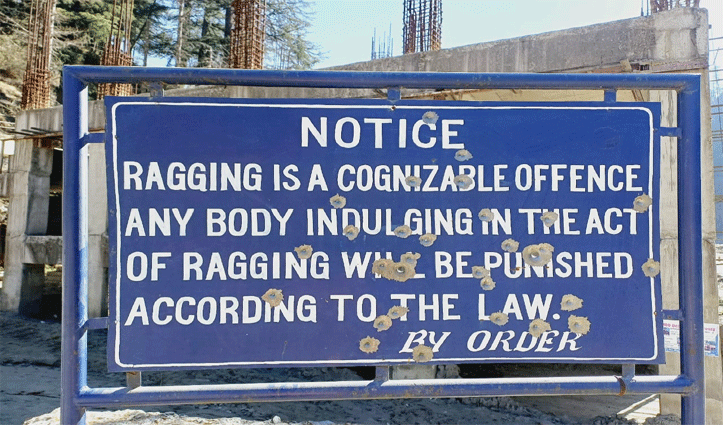 NOTICE
RAGGING IS A COGNIZABLE OFFENCE
ANY BODY INDULGING IN THE ACT
OF RAGGING WILL BE PUNISHED
ACCORDING TO THE LAW.
BY ORDER